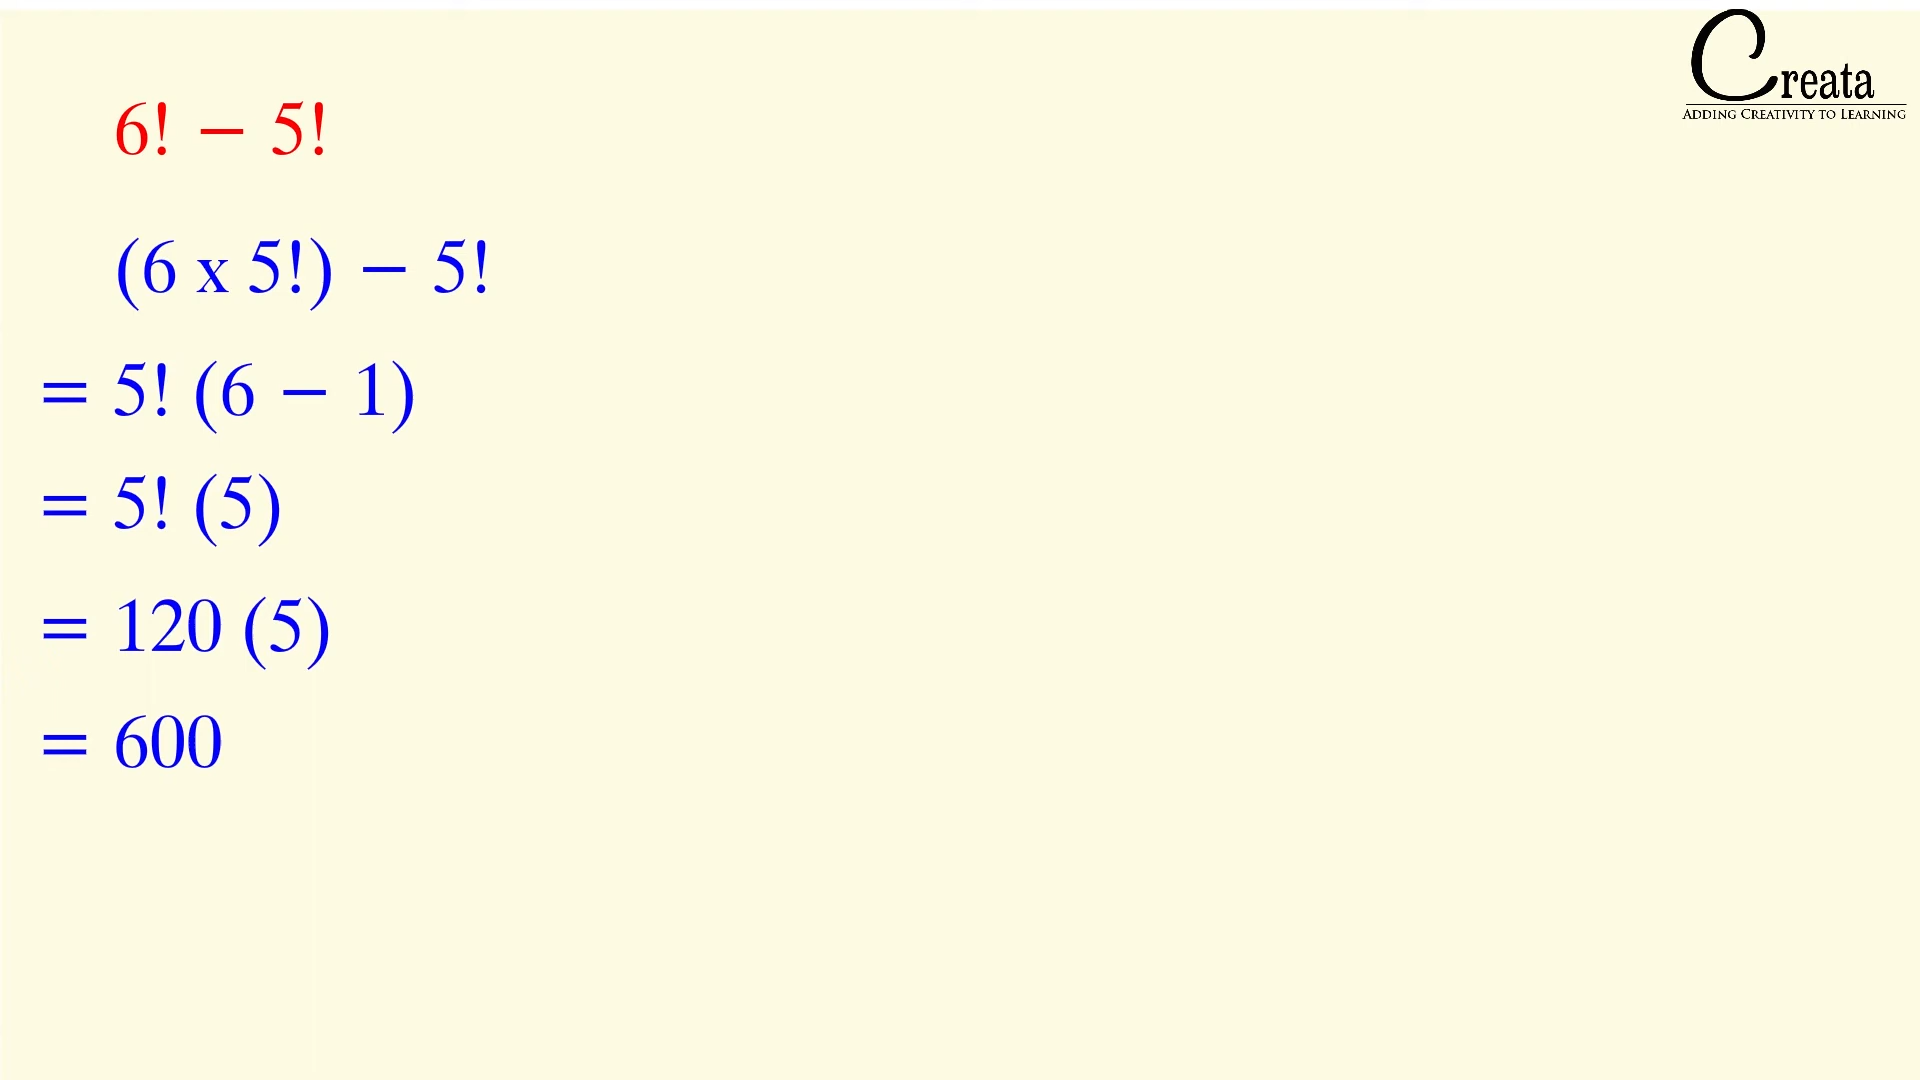 Creata
ADDING CREATIVITY TO LEARNING
6! − 5!
(6 x 5!) − 5!
= 5! (6 − 1)
= 5! (5)
= 120 (5)
= 600